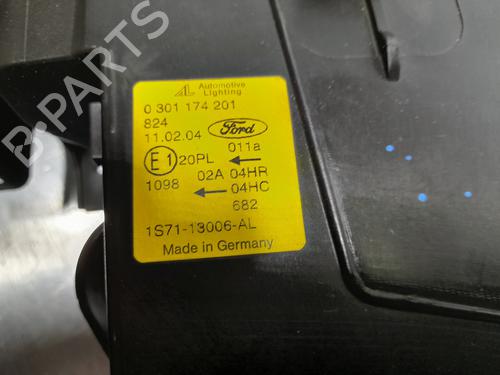 AL Automotive Lighting
0 301 174 201
824
11.02.04 Ford
011a
E1 20PL
1098 02A 04HR
04HC
682
1S71-13006-AL
Made in Germany
B-PARTS